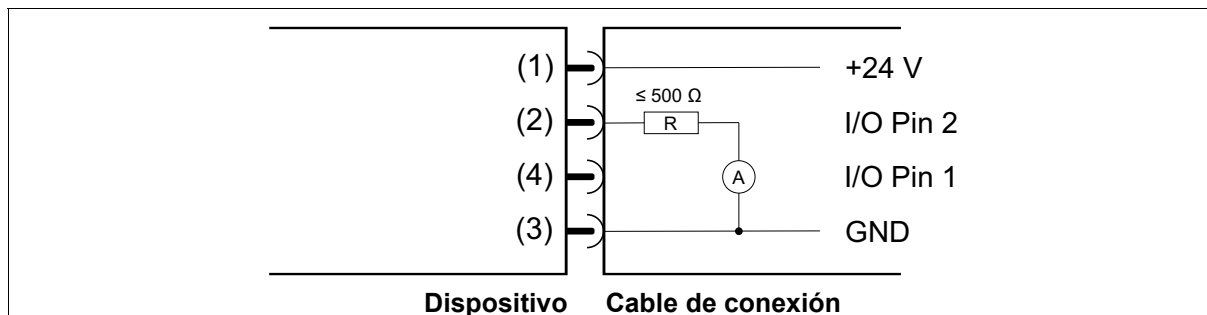 (1) +24 V
≤ 500 Ω
(2) R I/O Pin 2
(4) A I/O Pin 1
(3) GND
Dispositivo Cable de conexión